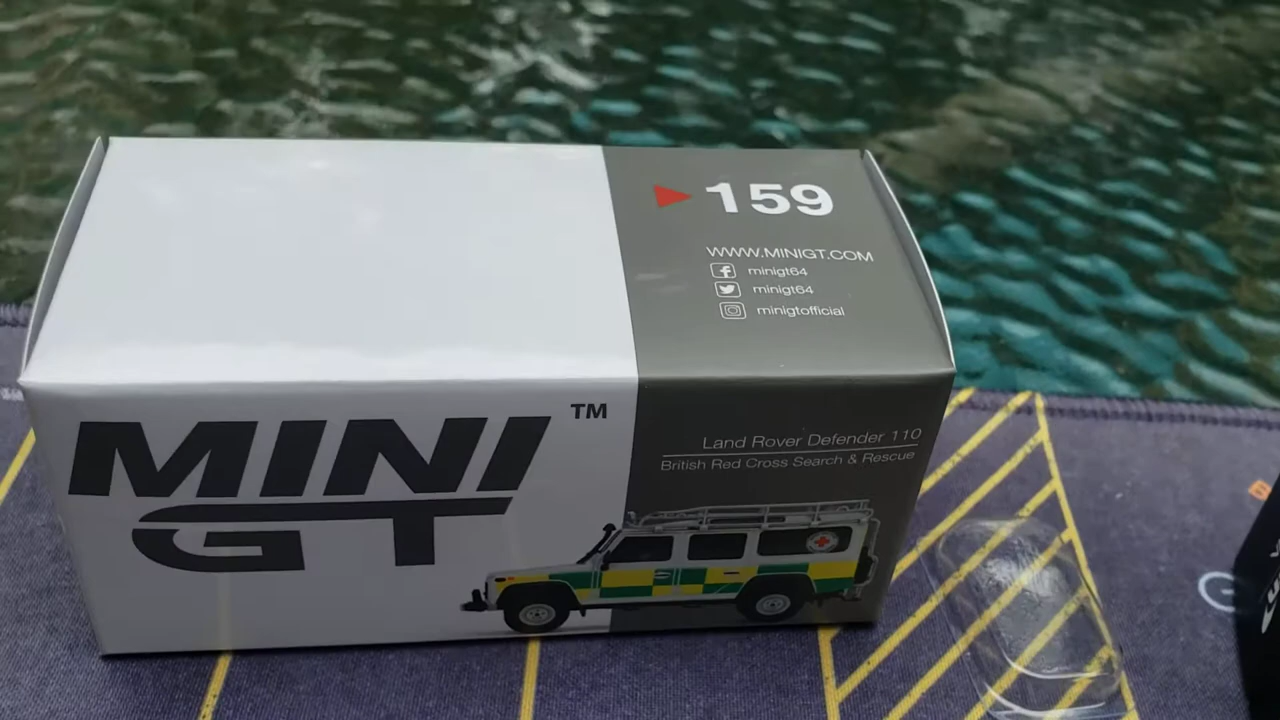 159
WWW.MINIGT.COM
minigt64
minigt64
minigtofficial
MINI GT TM
Land Rover Defender 110
British Red Cross Search & Rescue